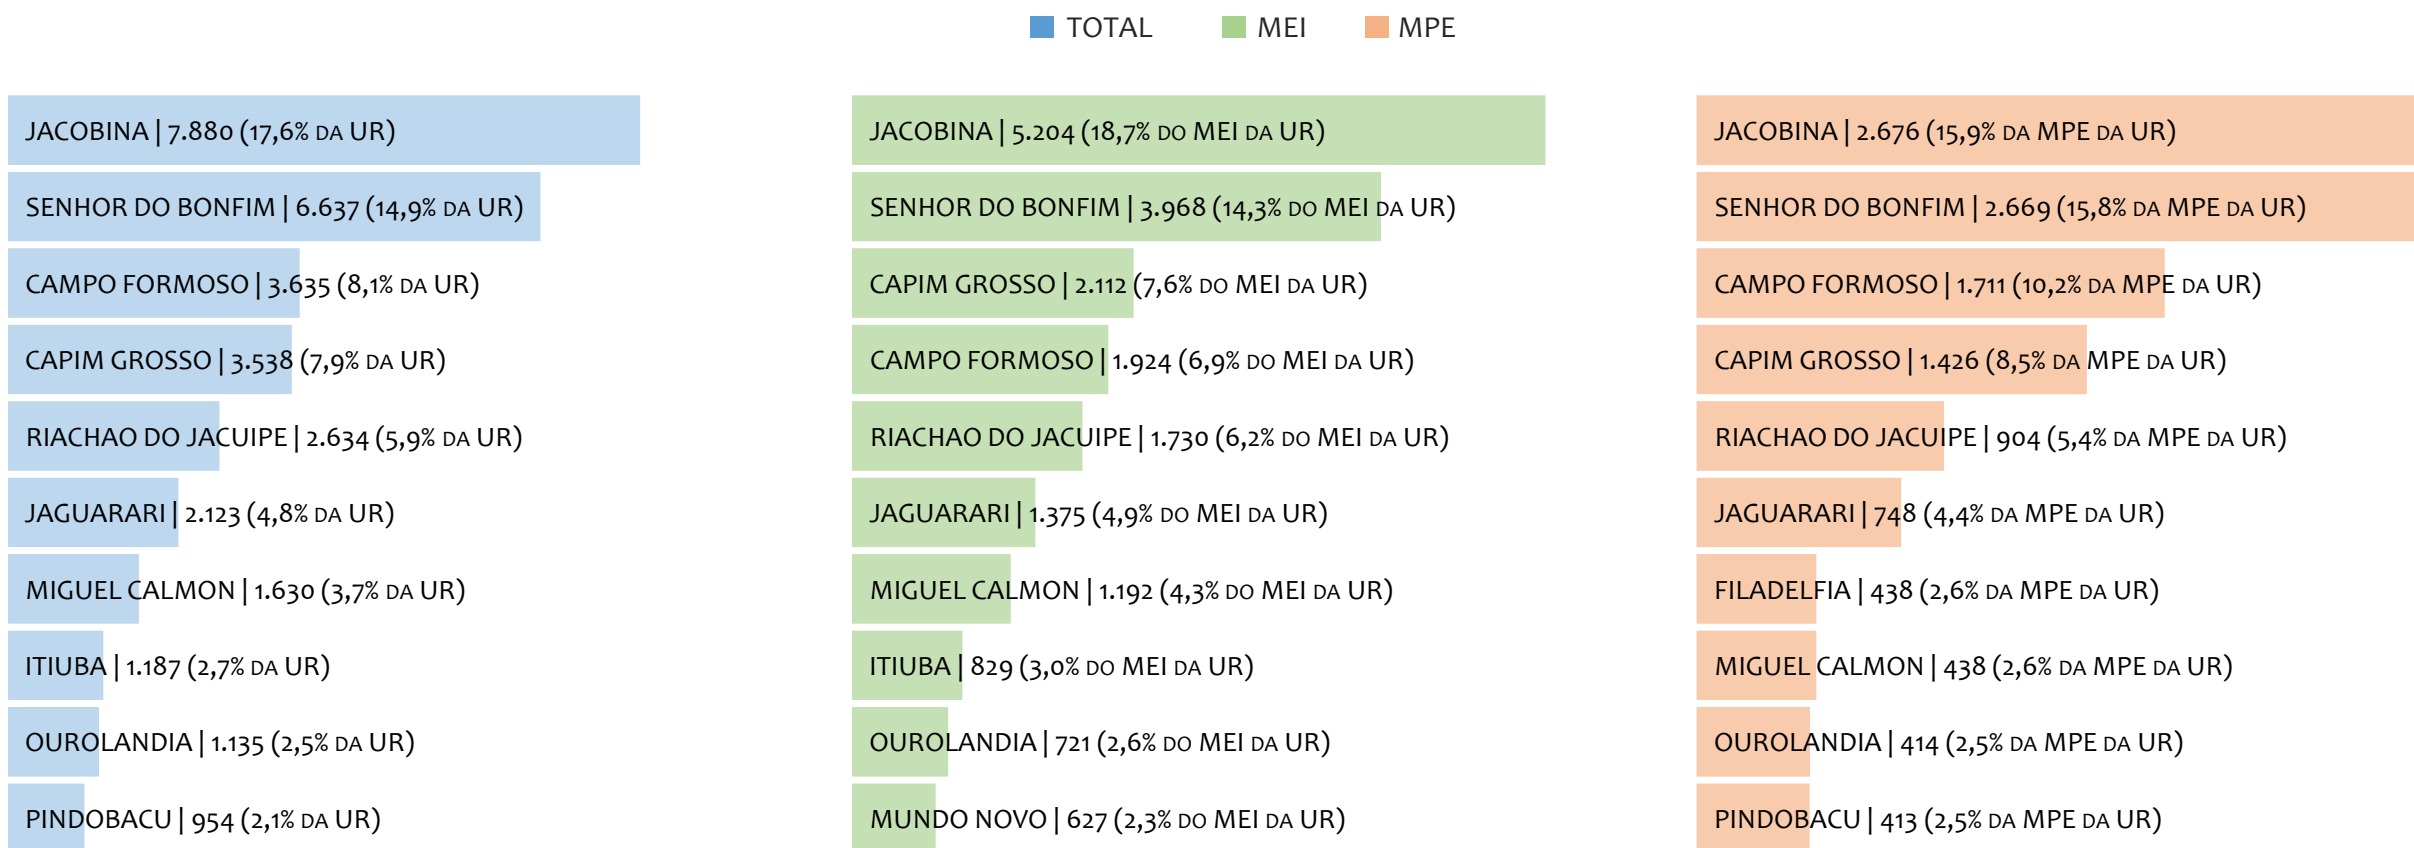 TOTAL MEI MPE
JACOBINA | 7.880 (17,6% DA UR)
SENHOR DO BONFIM | 6.637 (14,9% DA UR)
CAMPO FORMOSO | 3.635 (8,1% DA UR)
CAPIM GROSSO | 3.538 (7,9% DA UR)
RIACHAO DO JACUIPE | 2.634 (5,9% DA UR)
JAGUARARI | 2.123 (4,8% DA UR)
MIGUEL CALMON | 1.630 (3,7% DA UR)
ITIUBA | 1.187 (2,7% DA UR)
OUROLANDIA | 1.135 (2,5% DA UR)
PINDOBACU | 954 (2,1% DA UR)
JACOBINA | 5.204 (18,7% DO MEI DA UR)
SENHOR DO BONFIM | 3.968 (14,3% DO MEI DA UR)
CAPIM GROSSO | 2.112 (7,6% DO MEI DA UR)
CAMPO FORMOSO | 1.924 (6,9% DO MEI DA UR)
RIACHAO DO JACUIPE | 1.730 (6,2% DO MEI DA UR)
JAGUARARI | 1.375 (4,9% DO MEI DA UR)
MIGUEL CALMON | 1.192 (4,3% DO MEI DA UR)
ITIUBA | 829 (3,0% DO MEI DA UR)
OUROLANDIA | 721 (2,6% DO MEI DA UR)
MUNDO NOVO | 627 (2,3% DO MEI DA UR)
JACOBINA | 2.676 (15,9% DA MPE DA UR)
SENHOR DO BONFIM | 2.669 (15,8% DA MPE DA UR)
CAMPO FORMOSO | 1.711 (10,2% DA MPE DA UR)
CAPIM GROSSO | 1.426 (8,5% DA MPE DA UR)
RIACHAO DO JACUIPE | 904 (5,4% DA MPE DA UR)
JAGUARARI | 748 (4,4% DA MPE DA UR)
FILADELFIA | 438 (2,6% DA MPE DA UR)
MIGUEL CALMON | 438 (2,6% DA MPE DA UR)
OUROLANDIA | 414 (2,5% DA MPE DA UR)
PINDOBACU | 413 (2,5% DA MPE DA UR)